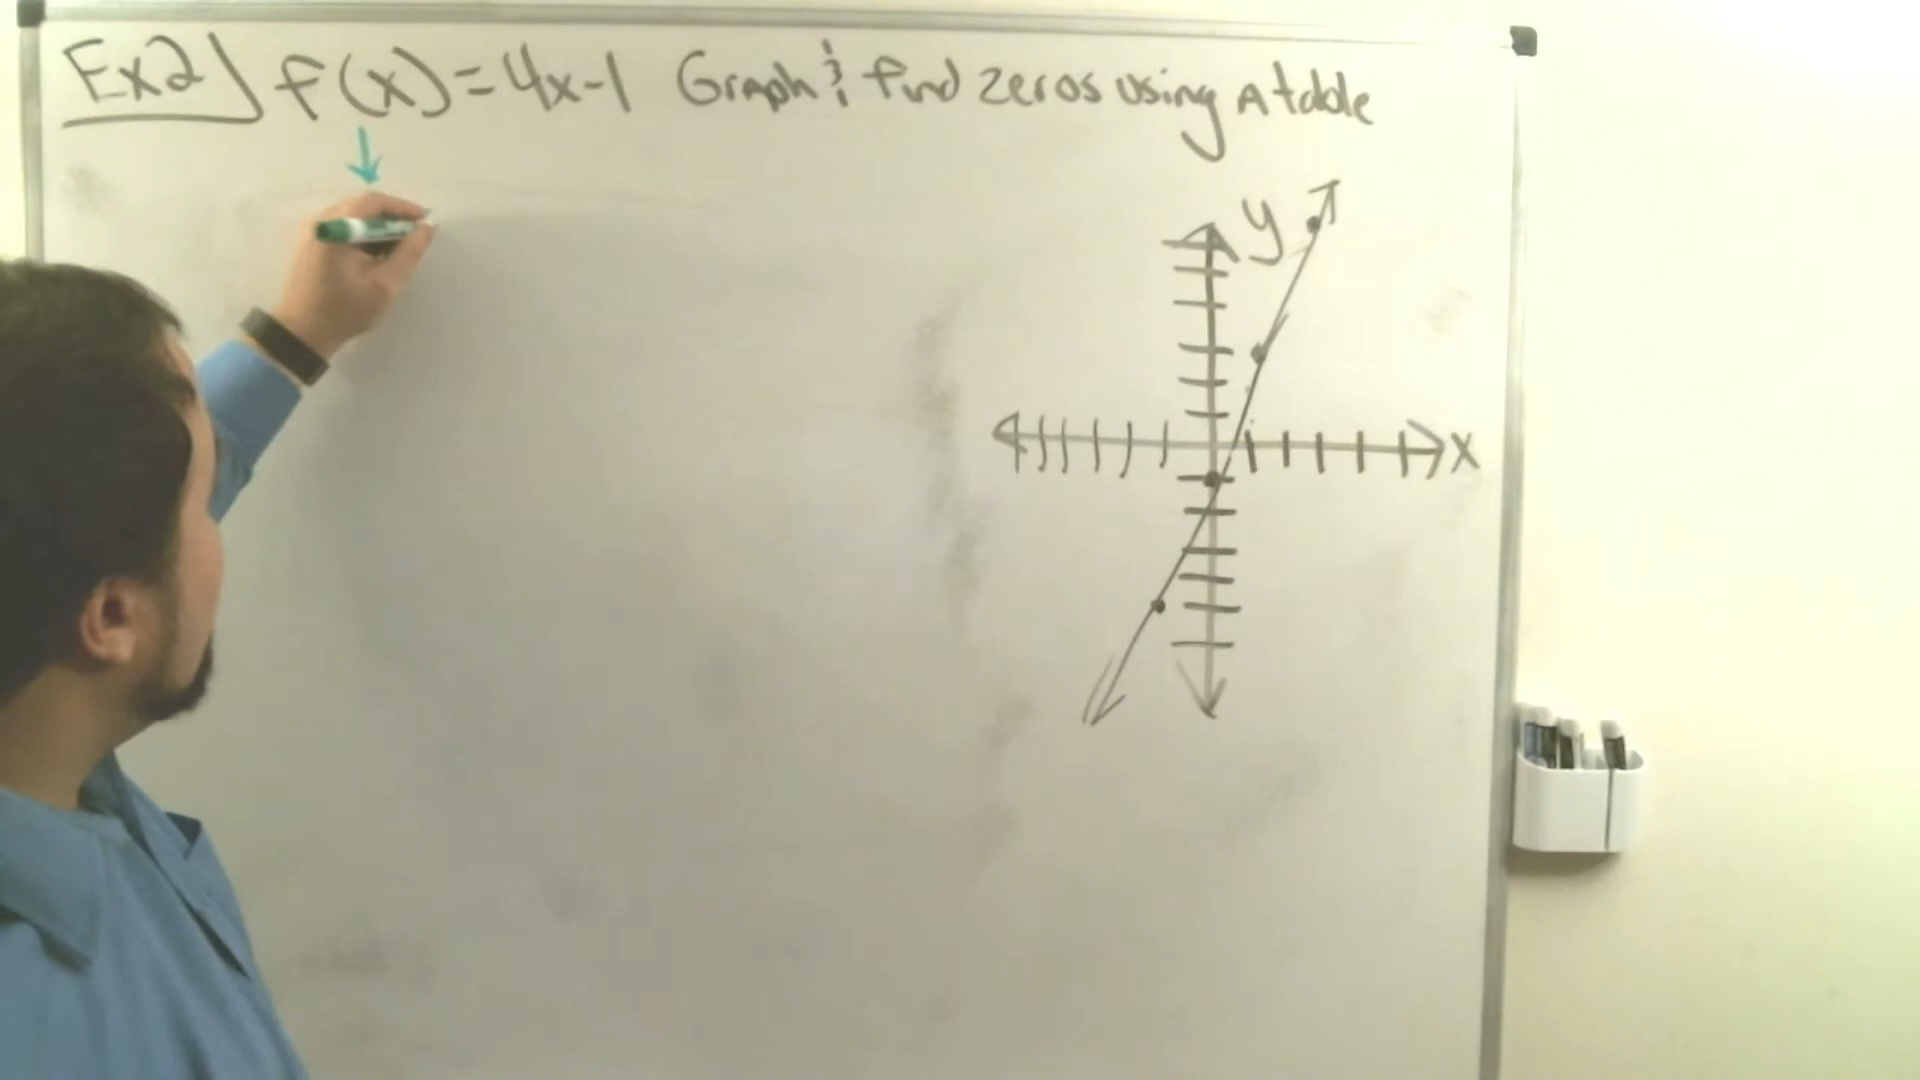 Ex2) f(x)=4x-1 Graph & find zeros using A table
y
x